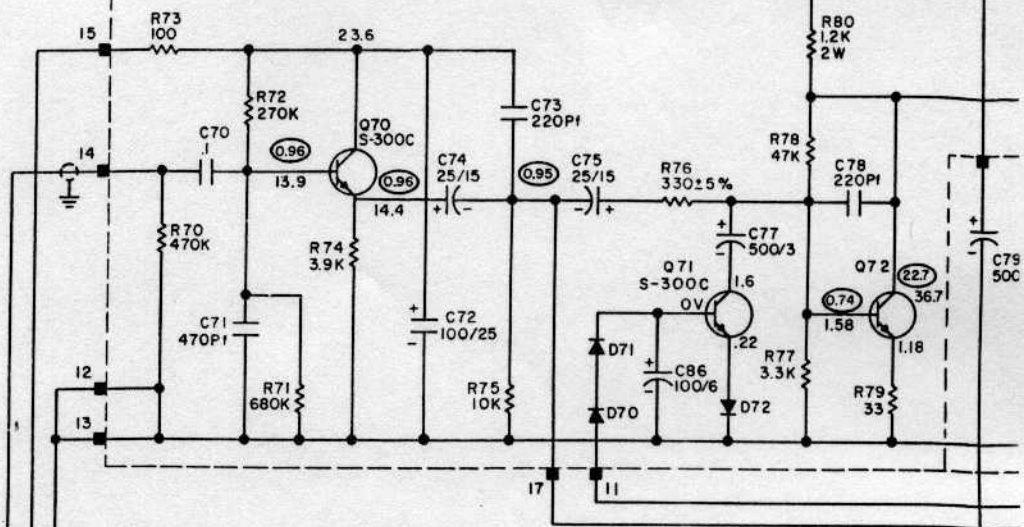 R73
100
15
23.6
R80
1.2K
2W
R72
270K
C70
.1
Q70
S-300C
C73
220Pf
14
0.96
13.9
0.96
14.4
C74
25/15
+ -
0.95
C75
25/15
- +
R76
330±5%
R78
47K
C78
220Pf
R70
470K
R74
3.9K
C77
500/3
+
-
Q71
S-300C
0V
1.6
.22
Q72
22.7
36.7
0.74
1.58
1.18
+
-
C79
C71
470Pf
+
-
C72
100/25
D71
+
-
C86
100/6
R77
3.3K
12
R71
680K
R75
10K
D70
D72
R79
33
13
17
11